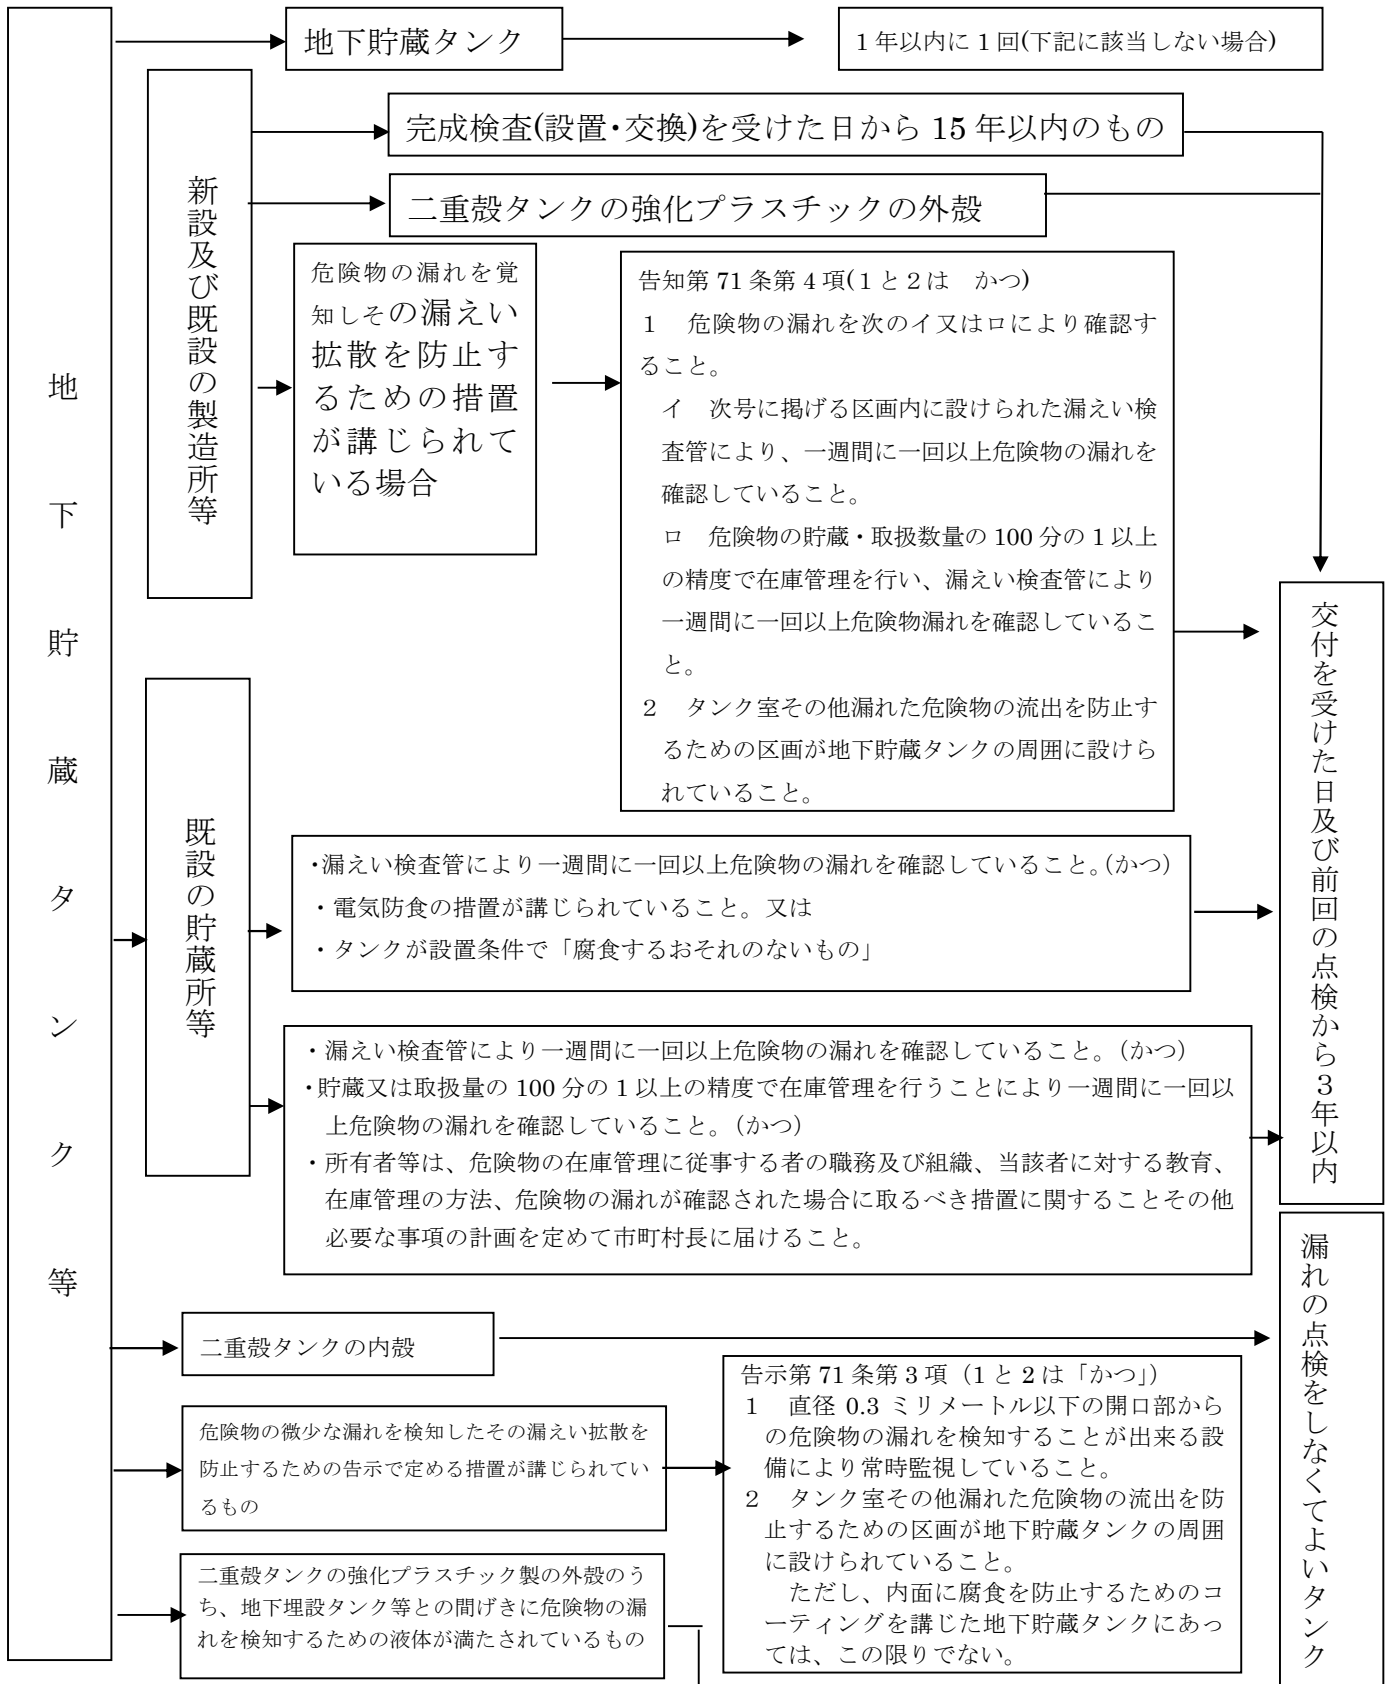 地下貯蔵タンク等
地下貯蔵タンク
1年以内に1回(下記に該当しない場合)
新設及び既設の製造所等
完成検査(設置・交換)を受けた日から 15 年以内のもの
二重殻タンクの強化プラスチックの外殻
危険物の漏れを覚
知しその漏えい
拡散を防止す
るための措置
が講じられて
いる場合
告知第 71 条第 4 項(1 と 2 は　かつ)
１　危険物の漏れを次のイ又はロにより確認す
ること。
イ　次号に掲げる区画内に設けられた漏えい検
査管により、一週間に一回以上危険物の漏れを
確認していること。
ロ　危険物の貯蔵・取扱数量の 100 分の 1 以上
の精度で在庫管理を行い、漏えい検査管により
一週間に一回以上危険物漏れを確認しているこ
と。
２　タンク室その他漏れた危険物の流出を防止す
るための区画が地下貯蔵タンクの周囲に設けら
れていること。
交付を受けた日及び前回の点検から３年以内
既設の貯蔵所等
・漏えい検査管により一週間に一回以上危険物の漏れを確認していること。(かつ)
・電気防食の措置が講じられていること。又は
・タンクが設置条件で「腐食するおそれのないもの」
・漏えい検査管により一週間に一回以上危険物の漏れを確認していること。(かつ)
・貯蔵又は取扱量の 100 分の 1 以上の精度で在庫管理を行うことにより一週間に一回以
上危険物の漏れを確認していること。(かつ)
・所有者等は、危険物の在庫管理に従事する者の職務及び組織、当該者に対する教育、
在庫管理の方法、危険物の漏れが確認された場合に取るべき措置に関することその他
必要な事項の計画を定めて市町村長に届けること。
漏れの点検をしなくてよいタンク
二重殻タンクの内殻
危険物の微少な漏れを検知したその漏えい拡散を
防止するための告示で定める措置が講じられてい
るもの
告示第 71 条第 3 項（1 と 2 は「かつ」）
１　直径 0.3 ミリメートル以下の開口部から
の危険物の漏れを検知することが出来る設
備により常時監視していること。
２　タンク室その他漏れた危険物の流出を防
止するための区画が地下貯蔵タンクの周囲
に設けられていること。
ただし、内面に腐食を防止するためのコ
ーティングを講じた地下貯蔵タンクにあっ
ては、この限りでない。
二重殻タンクの強化プラスチック製の外殻のう
ち、地下埋設タンク等との間げきに危険物の漏
れを検知するための液体が満たされているもの